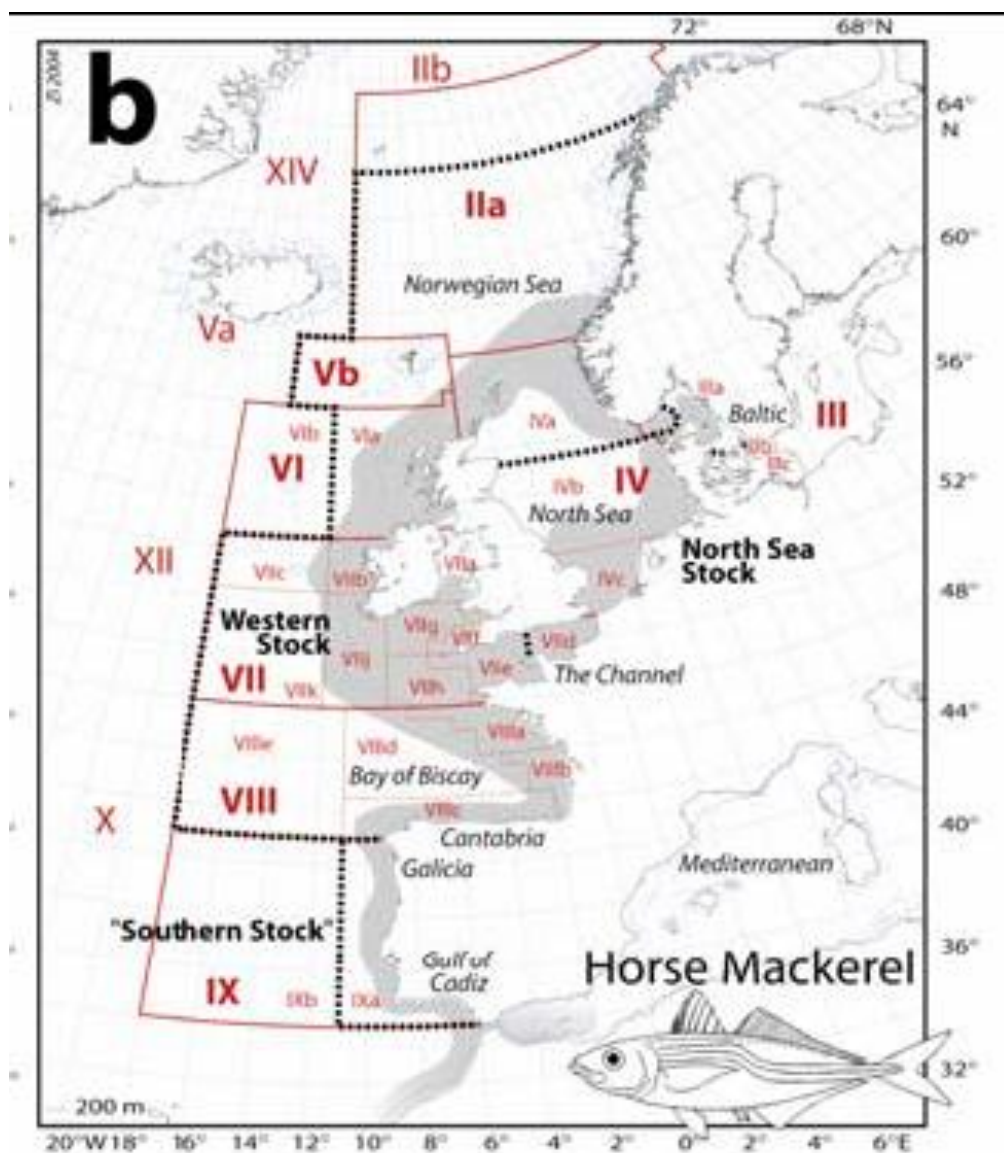 72° 68°N
ZI 2004
b
IIb
64°
N
XIV
IIa
60°
Norwegian Sea
Va
56°
Vb
IIIa
Baltic
III
IVa
VIb
VIa
VI
IIIc
IV
IVb
52°
North Sea
XII
North Sea
Stock
VIIc
VIIb
VIIa
IVc
48°
Western
Stock
VIIg
VIIf
VIId
VIIj
VIIe
The Channel
VII
VIIk
VIIh
44°
VIIIe
VIIId
VIIIa
VIIIb
Bay of Biscay
VIII
VIIIc
X
Cantabria
40°
Galicia
Mediterranean
"Southern Stock"
36°
Gulf of
Cadiz
Horse Mackerel
IX
IXb
IXa
32°
200 m
20°W 18° 16° 14° 12° 10° 8° 6° 4° 2° 0° 2° 4° 6°E